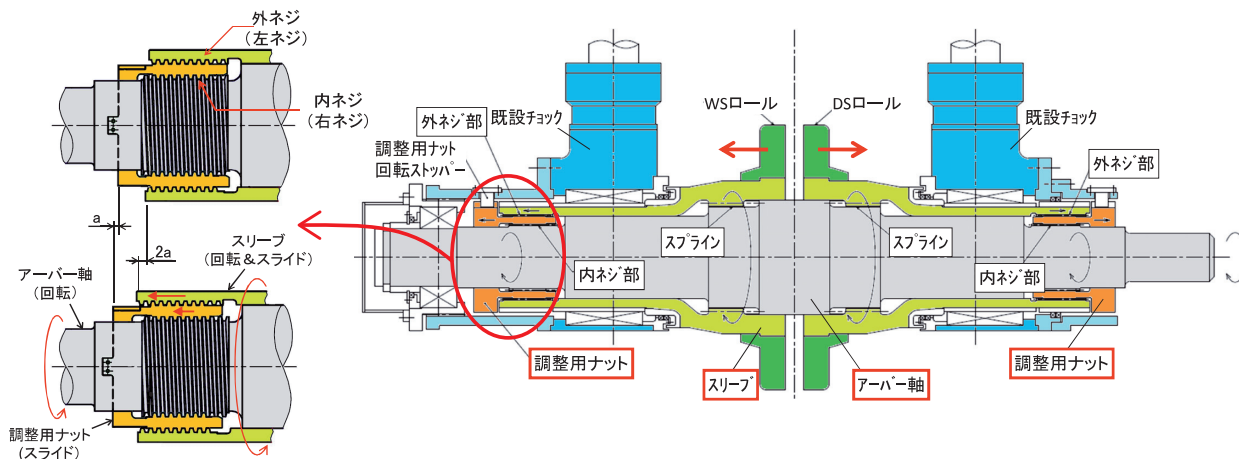 外ネジ
（左ネジ）
内ネジ
（右ネジ）
a
2a
スリーブ
（回転＆スライド）
アーバー軸
（回転）
調整用ナット
（スライド）
WSロール
DSロール
既設チョック
既設チョック
外ネジ部
調整用ナット
回転ストッパー
外ネジ部
スプライン
スプライン
内ネジ部
内ネジ部
調整用ナット
スリーブ
アーバー軸
調整用ナット